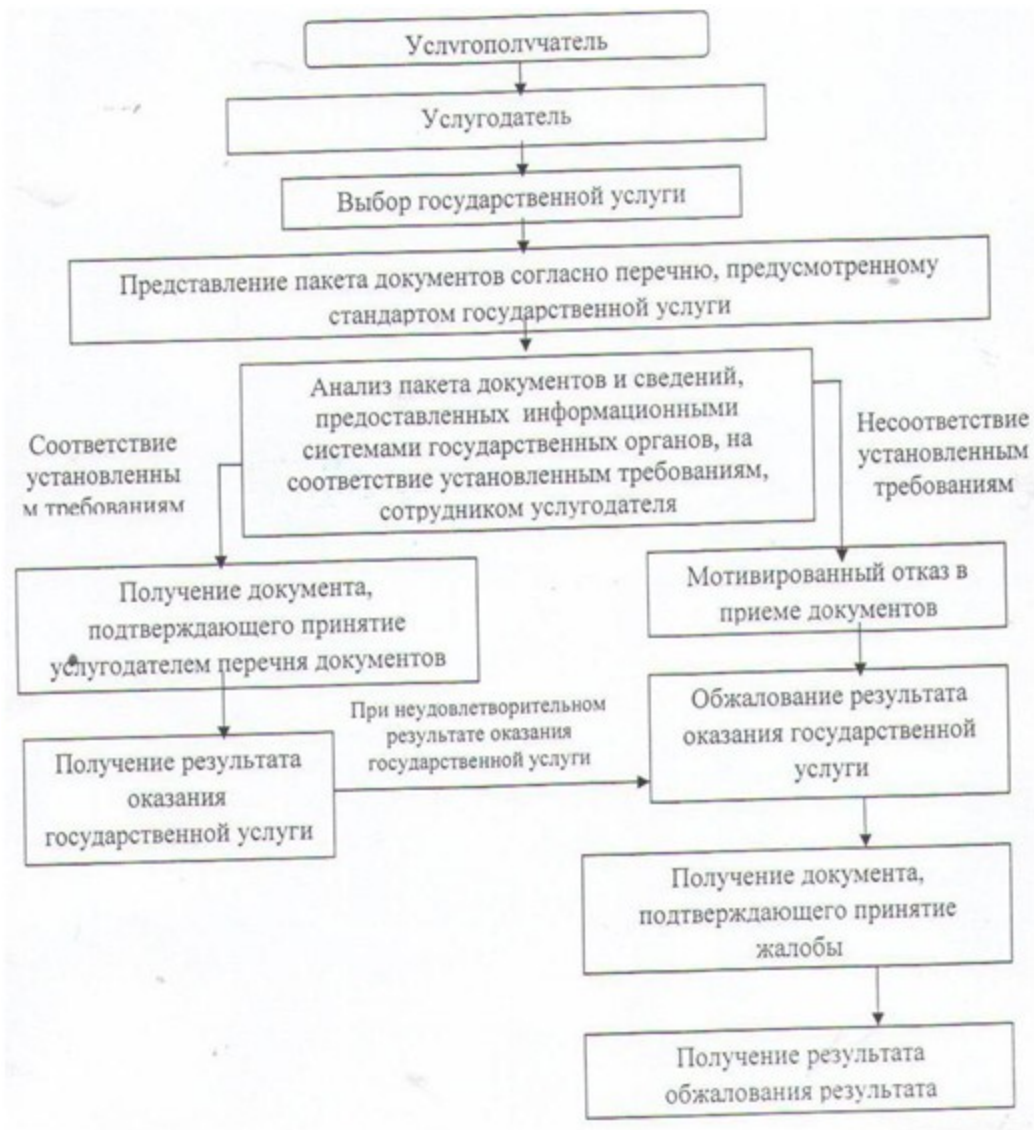 Услугополучатель
Услугодатель
Выбор государственной услуги
Представление пакета документов согласно перечню, предусмотренному
стандартом государственной услуги
Анализ пакета документов и сведений,
предоставленных информационными
системами государственных органов, на
соответствие установленным требованиям,
сотрудником услугодателя
Соответствие
установленны
м требованиям
Несоответствие
установленным
требованиям
Получение документа,
подтверждающего принятие
услугодателем перечня документов
Мотивированный отказ в
приеме документов
Получение результата
оказания
государственной услуги
При неудовлетворительном
результате оказания
государственной услуги
Обжалование результата
оказания государственной
услуги
Получение документа,
подтверждающего принятие
жалобы
Получение результата
обжалования результата